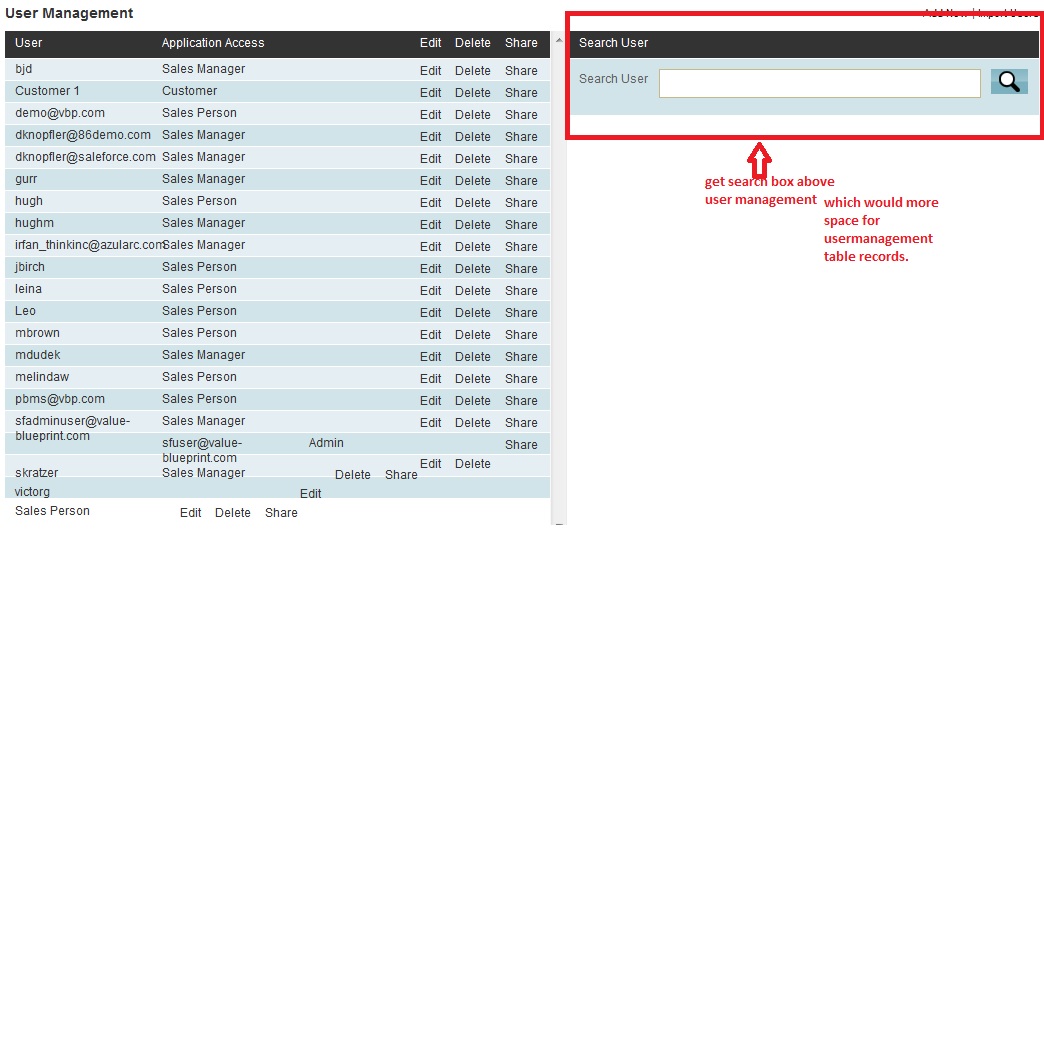 User Management
Add New | Import Users
User Application Access Edit Delete Share
bjd Sales Manager Edit Delete Share
Customer 1 Customer Edit Delete Share
demo@vbp.com Sales Person Edit Delete Share
dknopfler@86demo.com Sales Manager Edit Delete Share
dknopfler@saleforce.com Sales Manager Edit Delete Share
gurr Sales Manager Edit Delete Share
hugh Sales Person Edit Delete Share
hughm Sales Manager Edit Delete Share
irfan_thinkinc@azularc.com Sales Manager Edit Delete Share
jbirch Sales Person Edit Delete Share
leina Sales Person Edit Delete Share
Leo Sales Person Edit Delete Share
mbrown Sales Person Edit Delete Share
mdudek Sales Manager Edit Delete Share
melindaw Sales Person Edit Delete Share
pbms@vbp.com Sales Person Edit Delete Share
sfadminuser@value- Sales Manager Edit Delete Share
blueprint.com
sfuser@value- Admin Share
blueprint.com
Edit Delete
skratzer Sales Manager Delete Share
victorg Edit
Sales Person Edit Delete Share
Search User
Search User
get search box above
user management
which would more
space for
usermanagement
table records.